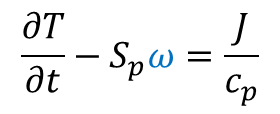 ∂T/∂t − S_p ω = J/c_p